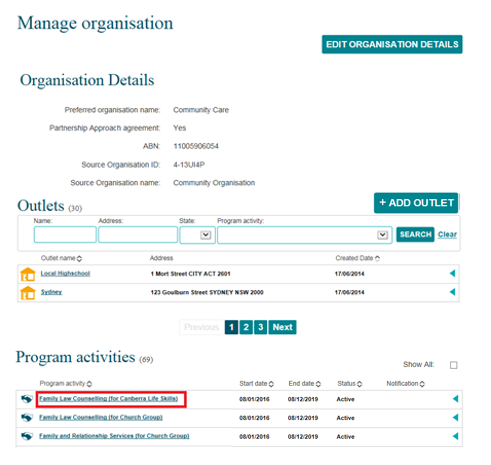 Manage organisation
EDIT ORGANISATION DETAILS
Organisation Details
Preferred organisation name: Community Care
Partnership Approach agreement: Yes
ABN: 11005906054
Source Organisation ID: 4-13UI4P
Source Organisation name: Community Organisation
Outlets (30)
+ ADD OUTLET
Name: Address: State: Program activity:
SEARCH Clear
Outlet name Address Created Date
Local Highschool 1 Mort Street CITY ACT 2601 17/06/2014
Sydney 123 Goulburn Street SYDNEY NSW 2000 17/06/2014
Previous 1 2 3 Next
Program activities (69)
Show All:
Program activity Start date End date Status Notification
Family Law Counselling (for Canberra Life Skills) 08/01/2016 08/12/2019 Active
Family Law Counselling (for Church Group) 08/01/2016 08/12/2019 Active
Family and Relationship Services (for Church Group) 08/01/2016 08/12/2019 Active